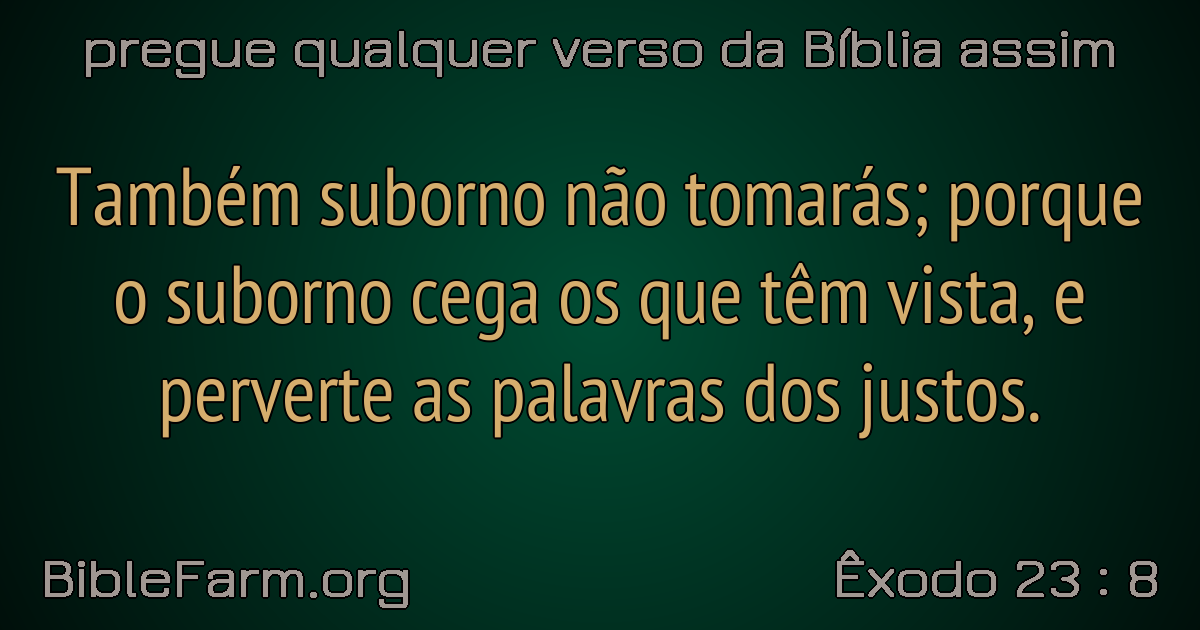 pregue qualquer verso da Bíblia assim
Também suborno não tomarás; porque
o suborno cega os que têm vista, e
perverte as palavras dos justos.
BibleFarm.org
Êxodo 23 : 8